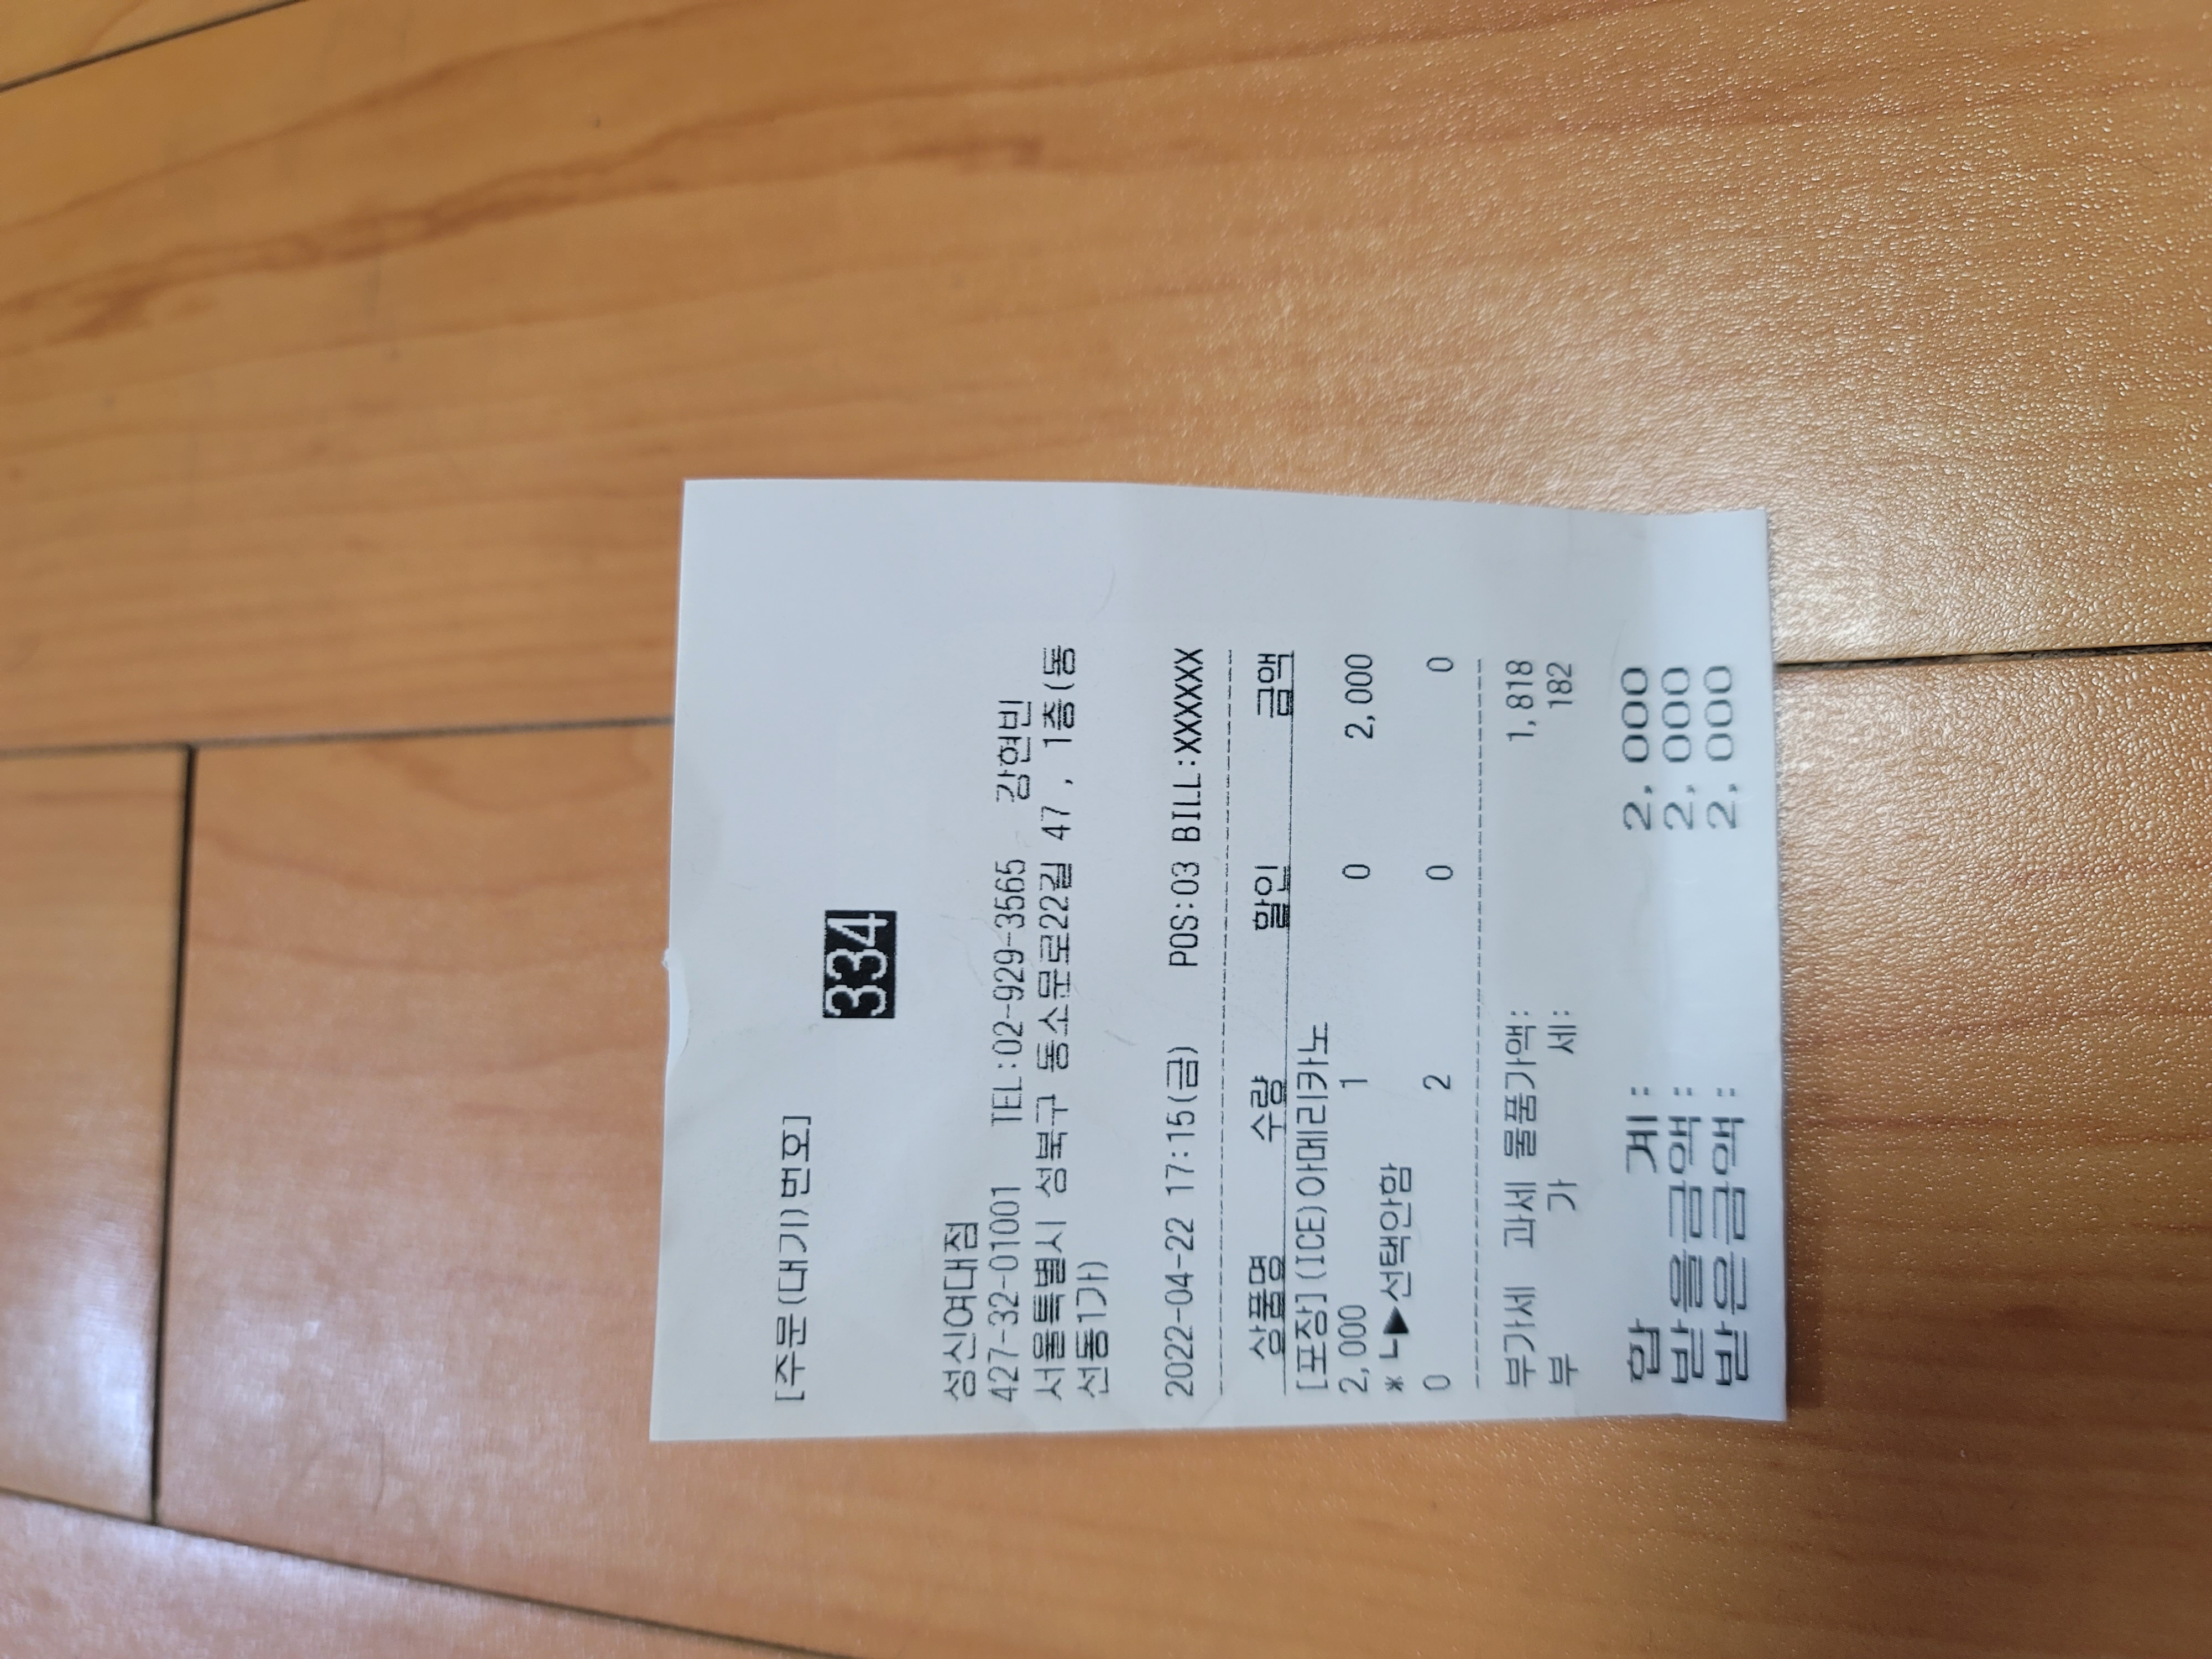 [주문(대기)번호]
334
성신여대점
427-32-01001 TEL:02-929-3565 강현빈
서울특별시 성북구 동소문로22길 47 , 1층(동
선동1가)
2022-04-22 17:15(금) POS:03 BILL:XXXXXX
상품명 수량 할인 금액
[포장](ICE)아메리카노
2,000 1 0 2,000
* ┗▶선택안함
0 2 0 0
부가세 과세 물품가액: 1,818
부 가 세: 182
합 계: 2,000
받을금액: 2,000
받은금액: 2,000